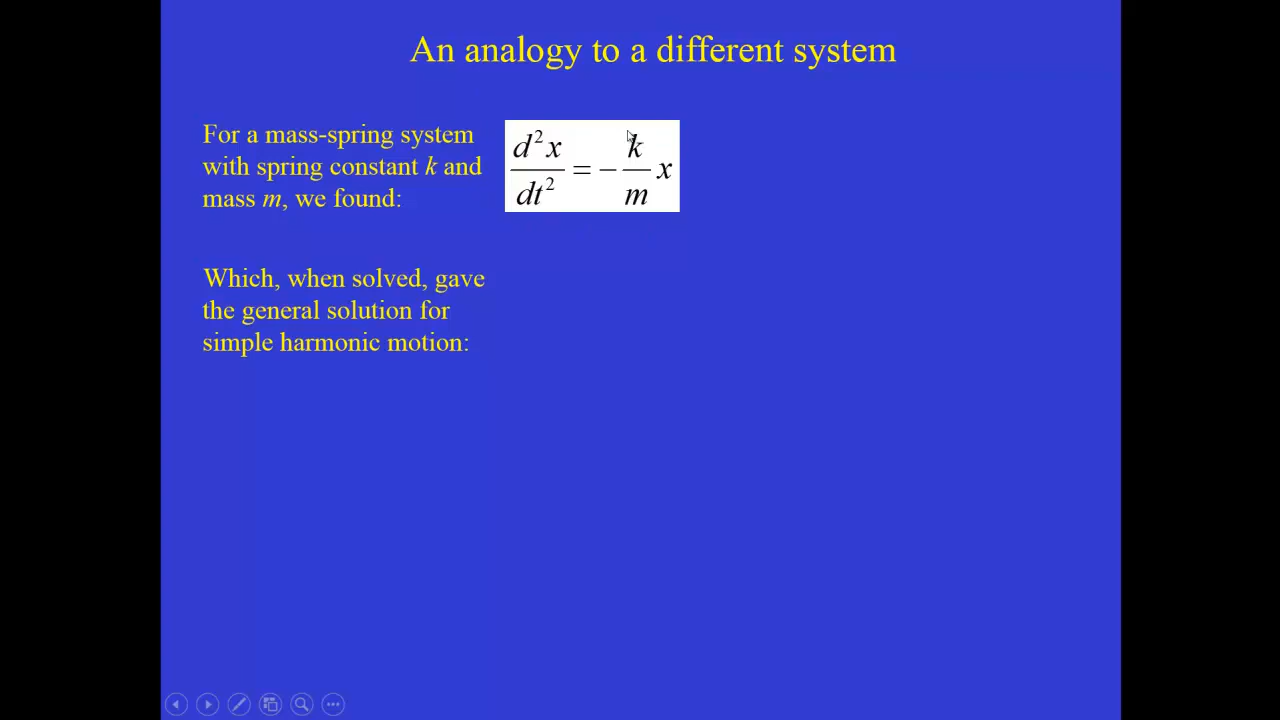 An analogy to a different system
For a mass-spring system
with spring constant k and
mass m, we found:
d²x/dt² = −k/m x
Which, when solved, gave
the general solution for
simple harmonic motion: